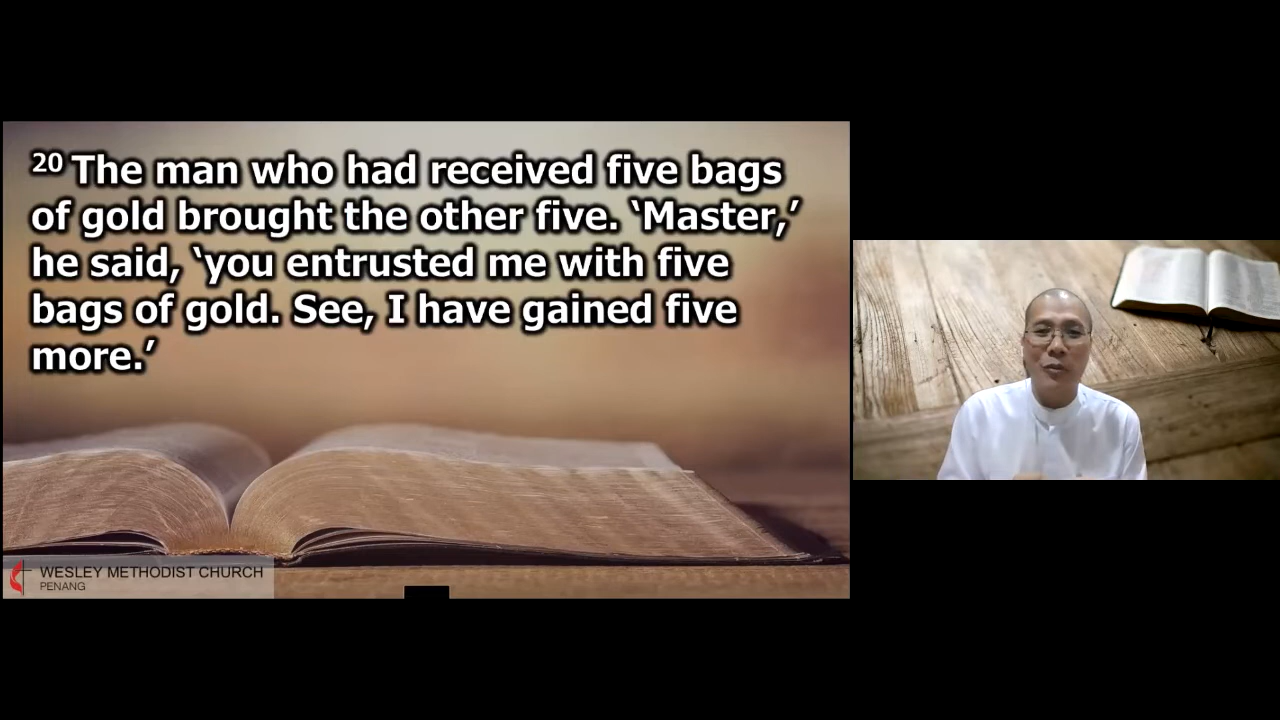 20 The man who had received five bags
of gold brought the other five. ‘Master,’
he said, ‘you entrusted me with five
bags of gold. See, I have gained five
more.’
WESLEY METHODIST CHURCH
PENANG